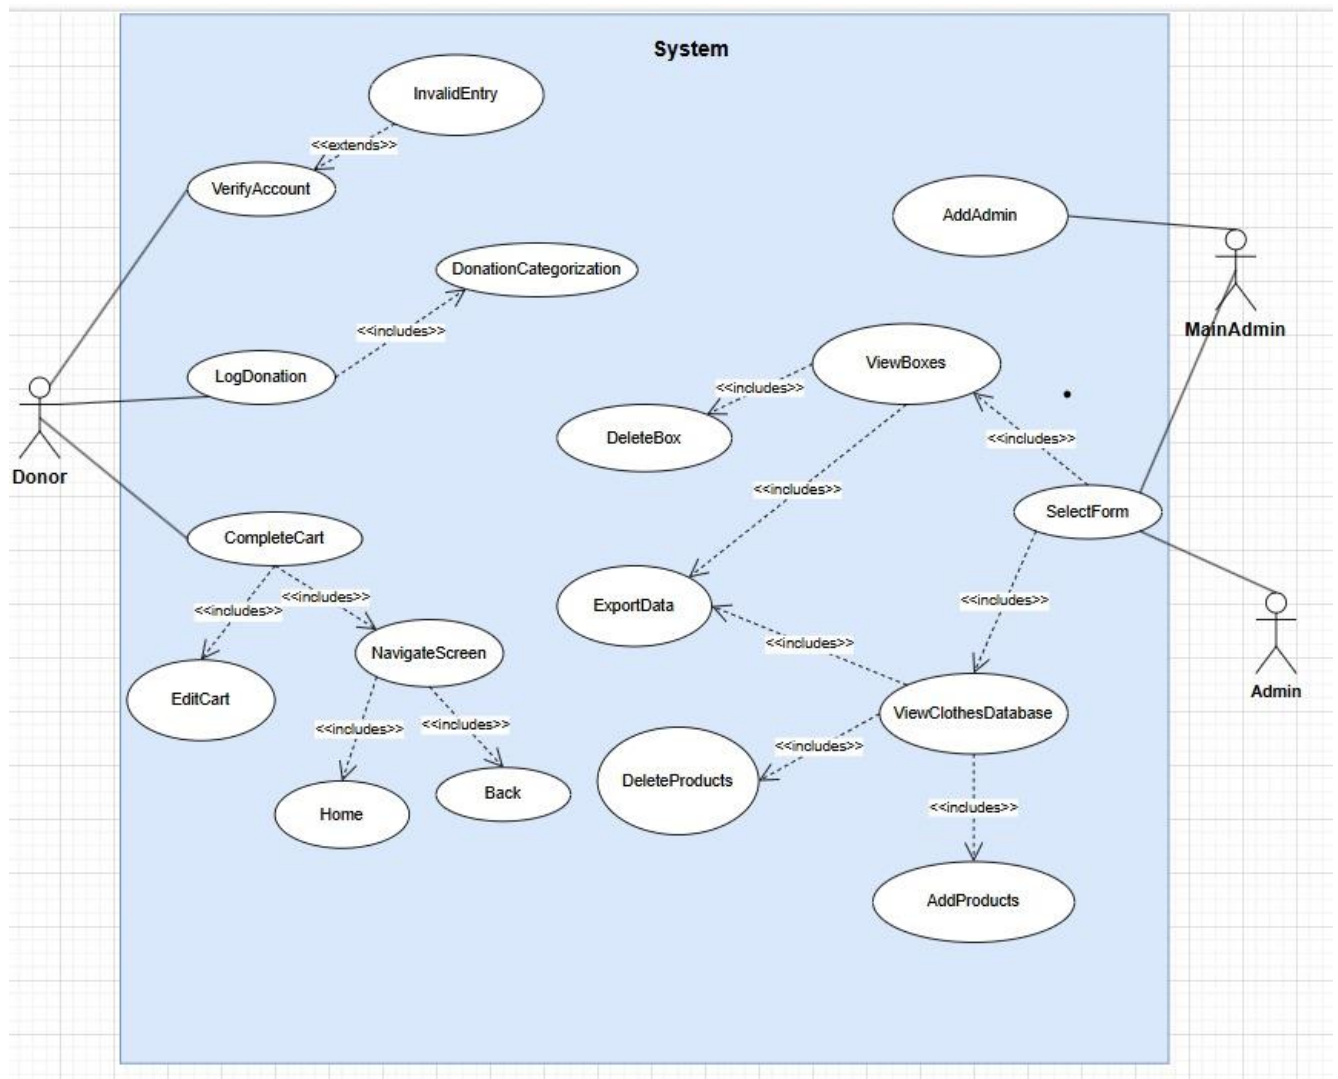 System
InvalidEntry
<<extends>>
VerifyAccount
AddAdmin
DonationCategorization
<<includes>>
MainAdmin
LogDonation
ViewBoxes
<<includes>>
DeleteBox
<<includes>>
Donor
<<includes>>
SelectForm
CompleteCart
<<includes>>
<<includes>>
ExportData
<<includes>>
<<includes>>
NavigateScreen
Admin
EditCart
ViewClothesDatabase
<<includes>>
<<includes>>
<<includes>>
DeleteProducts
Back
Home
<<includes>>
AddProducts